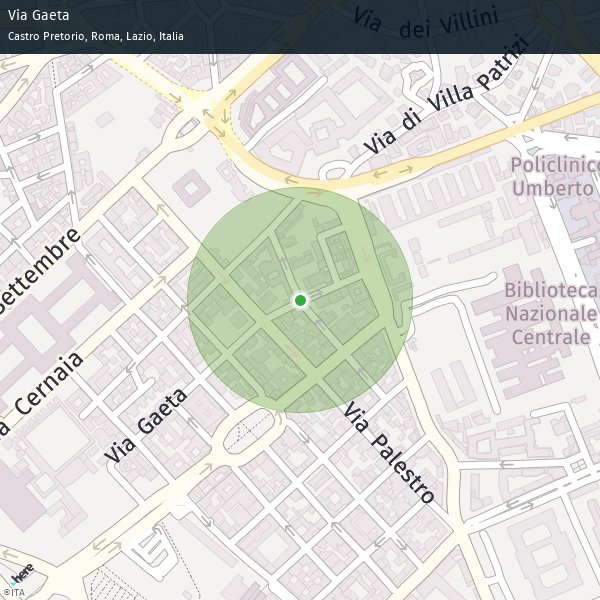 Via Gaeta
Castro Pretorio, Roma, Lazio, Italia
Via dei Villini
Via di Villa Patrizi
Policlinico
Umberto
Settembre
Biblioteca
Nazionale
Centrale
Cernaia
Via Gaeta
Via Palestro
here
©ITA